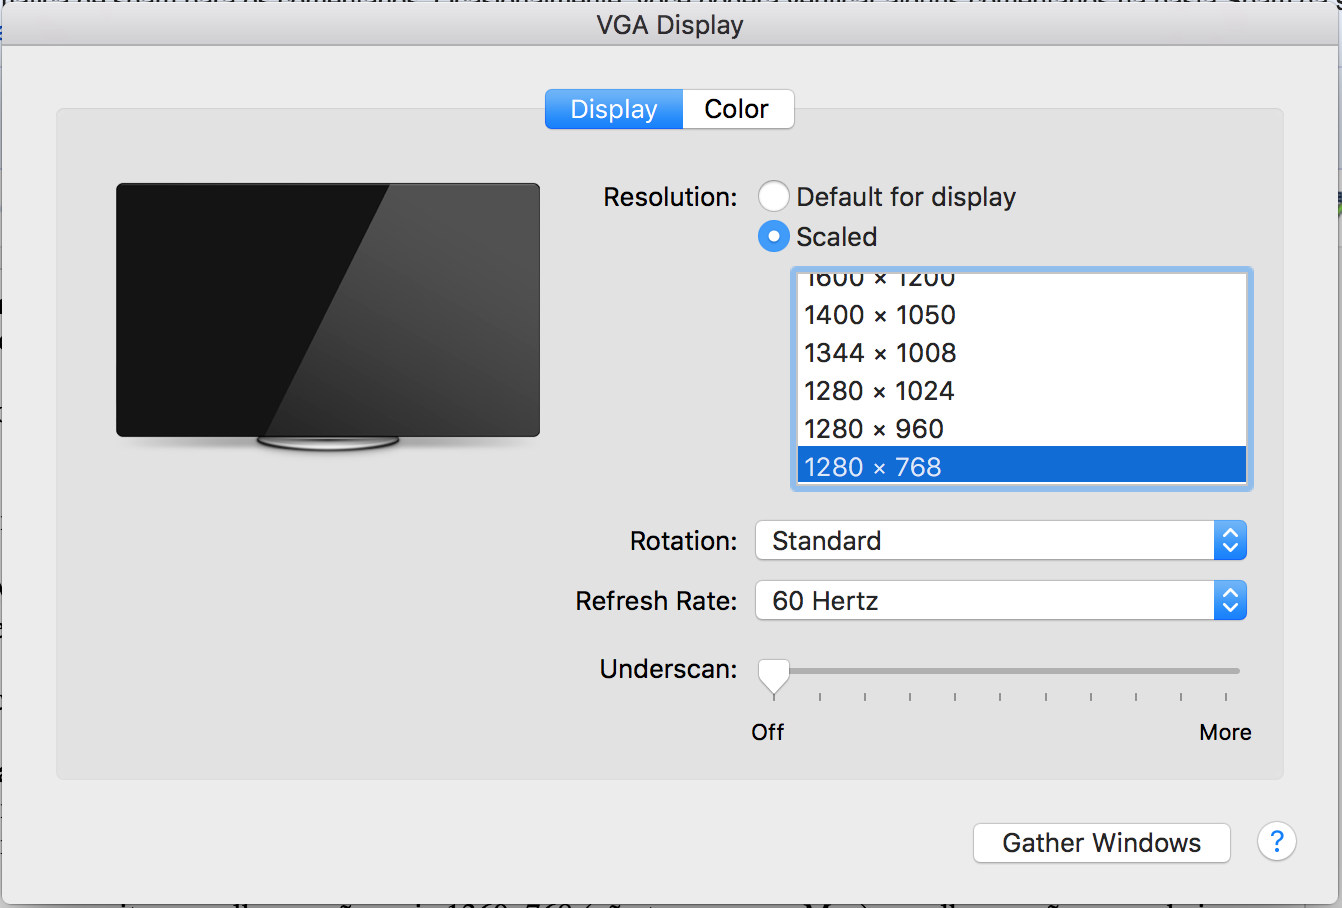 VGA Display
Display
Color
Resolution:
Default for display
Scaled
1600 × 1200
1400 × 1050
1344 × 1008
1280 × 1024
1280 × 960
1280 × 768
Rotation:
Standard
Refresh Rate:
60 Hertz
Underscan:
Off
More
Gather Windows
?